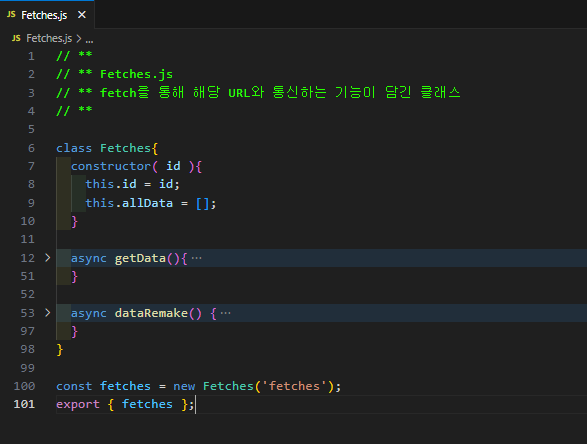 JS Fetches.js ×
JS Fetches.js > ...
1 // **
2 // ** Fetches.js
3 // ** fetch를 통해 해당 URL와 통신하는 기능이 담긴 클래스
4 // **
5
6 class Fetches{
7 constructor( id ){
8 this.id = id;
9 this.allData = [];
10 }
11
12 > async getData(){ ...
51 }
52
53 > async dataRemake() { ...
97 }
98 }
99
100 const fetches = new Fetches('fetches');
101 export { fetches };